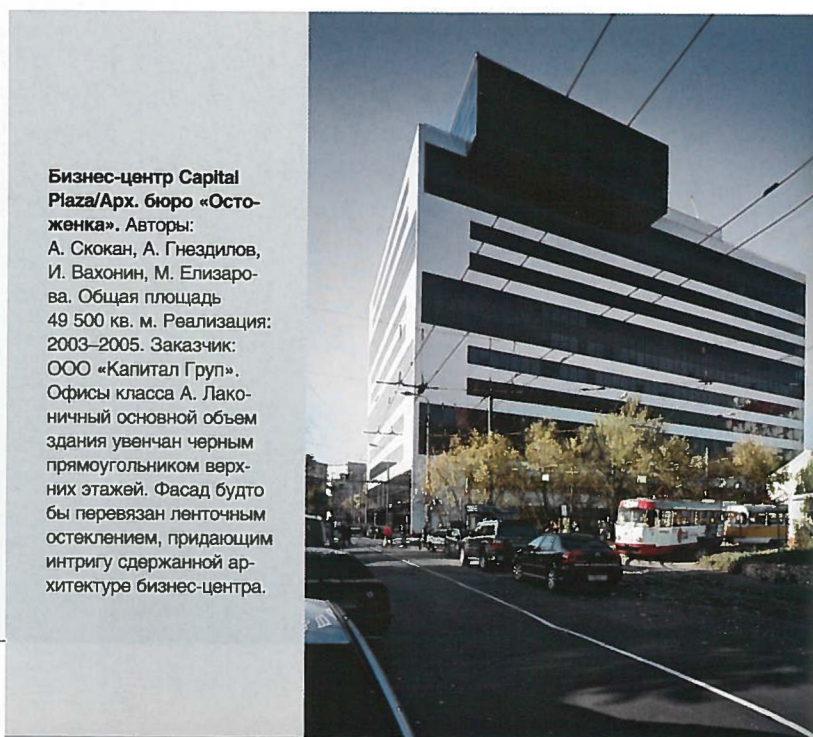 Бизнес-центр Capital
Plaza/Арх. бюро «Осто-
женка». Авторы:
А. Скокан, А. Гнездилов,
И. Вахонин, М. Елизаро-
ва. Общая площадь
49 500 кв. м. Реализация:
2003–2005. Заказчик:
ООО «Капитал Груп».
Офисы класса А. Лако-
ничный основной объем
здания увенчан черным
прямоугольником верх-
них этажей. Фасад будто
бы перевязан ленточным
остеклением, придающим
интригу сдержанной ар-
хитектуре бизнес-центра.